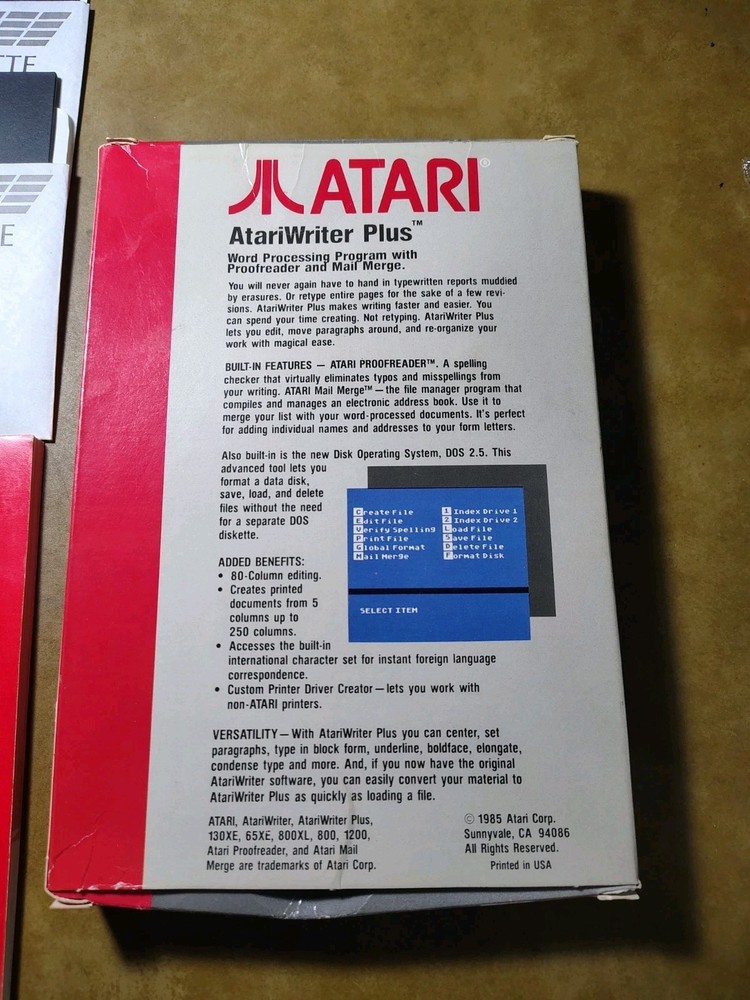 TTE
E
ATARI®
AtariWriter Plus™
Word Processing Program with
Proofreader and Mail Merge.
You will never again have to hand in typewritten reports muddied
by erasures. Or retype entire pages for the sake of a few revi-
sions. AtariWriter Plus makes writing faster and easier. You
can spend your time creating. Not retyping. AtariWriter Plus
lets you edit, move paragraphs around, and re-organize your
work with magical ease.
BUILT-IN FEATURES — ATARI PROOFREADER™. A spelling
checker that virtually eliminates typos and misspellings from
your writing. ATARI Mail Merge™ — the file manager program that
compiles and manages an electronic address book. Use it to
merge your list with your word-processed documents. It's perfect
for adding individual names and addresses to your form letters.
Also built-in is the new Disk Operating System, DOS 2.5. This
advanced tool lets you
format a data disk,
save, load, and delete
files without the need
for a separate DOS
diskette.
Create File 1 Index Drive 1
Edit File 2 Index Drive 2
Verify Spelling Load File
Print File Save File
Global Format Delete File
Mail Merge Format Disk
SELECT ITEM
ADDED BENEFITS:
• 80-Column editing.
• Creates printed
documents from 5
columns up to
250 columns.
• Accesses the built-in
international character set for instant foreign language
correspondence.
• Custom Printer Driver Creator — lets you work with
non-ATARI printers.
VERSATILITY — With AtariWriter Plus you can center, set
paragraphs, type in block form, underline, boldface, elongate,
condense type and more. And, if you now have the original
AtariWriter software, you can easily convert your material to
AtariWriter Plus as quickly as loading a file.
ATARI, AtariWriter, AtariWriter Plus,
130XE, 65XE, 800XL, 800, 1200,
Atari Proofreader, and Atari Mail
Merge are trademarks of Atari Corp.
© 1985 Atari Corp.
Sunnyvale, CA 94086
All Rights Reserved.
Printed in USA